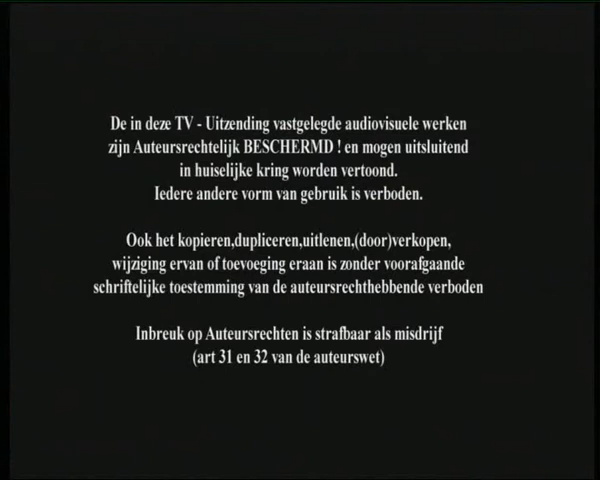 De in deze TV - Uitzending vastgelegde audiovisuele werken
zijn Auteursrechtelijk BESCHERMD ! en mogen uitsluitend
in huiselijke kring worden vertoond.
Iedere andere vorm van gebruik is verboden.
Ook het kopieren,dupliceren,uitlenen,(door)verkopen,
wijziging ervan of toevoeging eraan is zonder voorafgaande
schriftelijke toestemming van de auteursrechthebbende verboden
Inbreuk op Auteursrechten is strafbaar als misdrijf
(art 31 en 32 van de auteurswet)